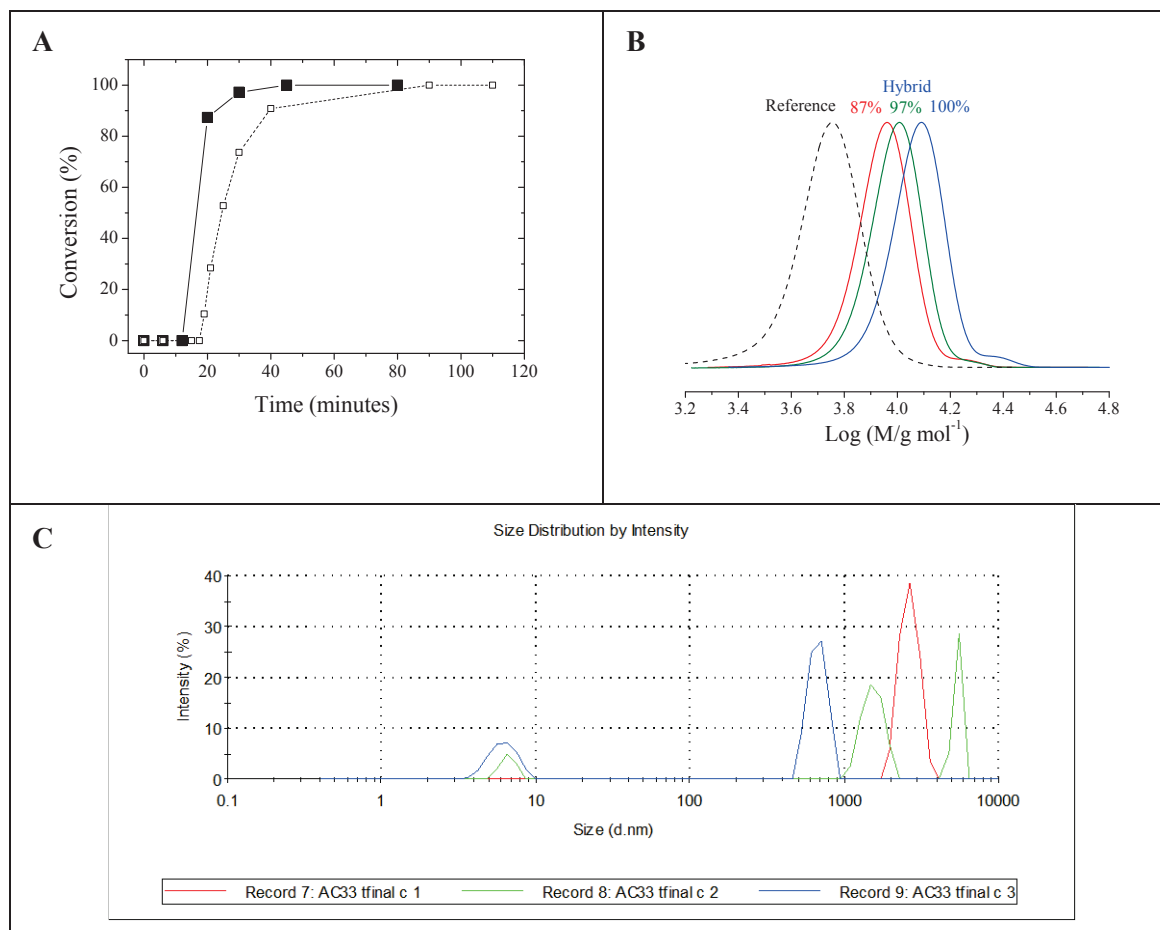 A
100
80
60
40
20
0
Conversion (%)
0 20 40 60 80 100 120
Time (minutes)
B
Hybrid
Reference 87% 97% 100%
3.2 3.4 3.6 3.8 4.0 4.2 4.4 4.6 4.8
Log (M/g mol⁻¹)
C
Size Distribution by Intensity
40
30
20
10
0
Intensity (%)
0.1 1 10 100 1000 10000
Size (d.nm)
Record 7: AC33 tfinal c 1 Record 8: AC33 tfinal c 2 Record 9: AC33 tfinal c 3